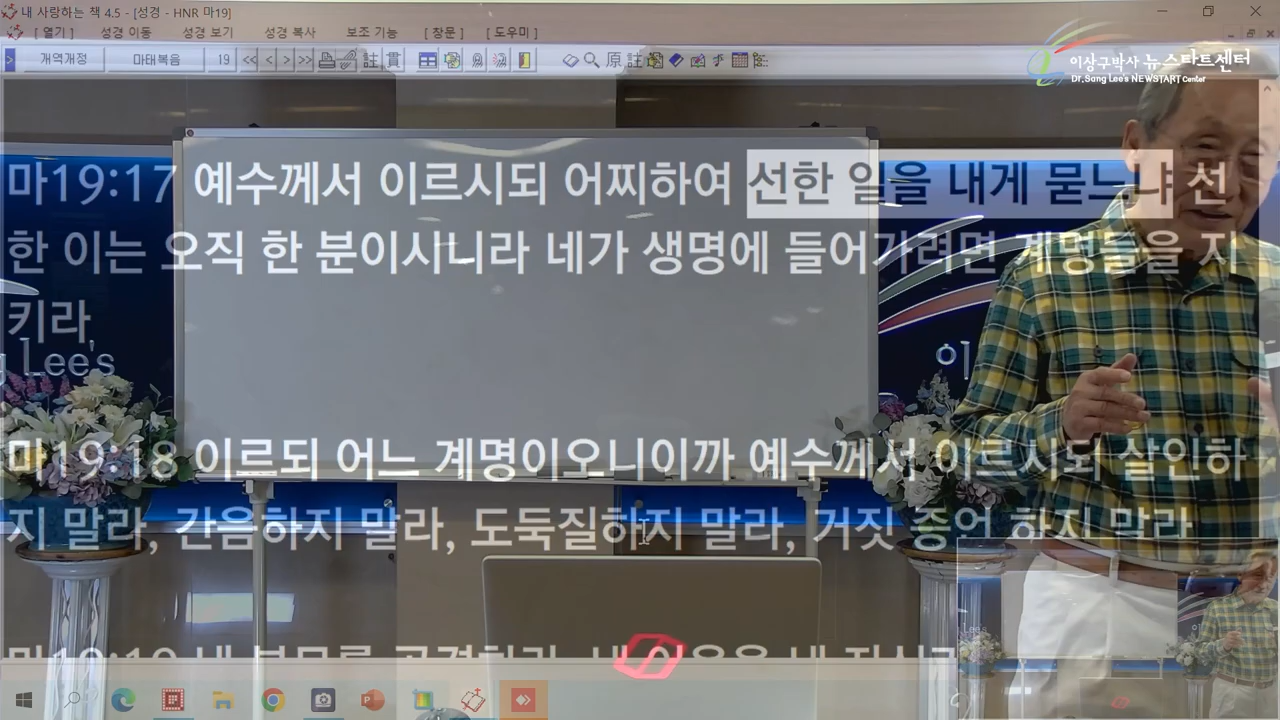 내 사랑하는 책 4.5 - [성경 - HNR 마19]
[ 열기 ] 성경 이동 성경 보기 성경 복사 보조 기능 [ 창문 ] [ 도우미 ]
> 개역개정 마태복음 19 << < > >> 註 貫 原 註
이상구박사 뉴스타트센터
Dr. Sang Lee's NEWSTART Center
마19:17 예수께서 이르시되 어찌하여 선한 일을 내게 묻느냐 선
한 이는 오직 한 분이시니라 네가 생명에 들어가려면 계명들을 지
키라,
g Lee's
이
마19:18 이르되 어느 계명이오니이까 예수께서 이르시되 살인하
지 말라, 간음하지 말라, 도둑질하지 말라, 거짓 증언 하지 말라